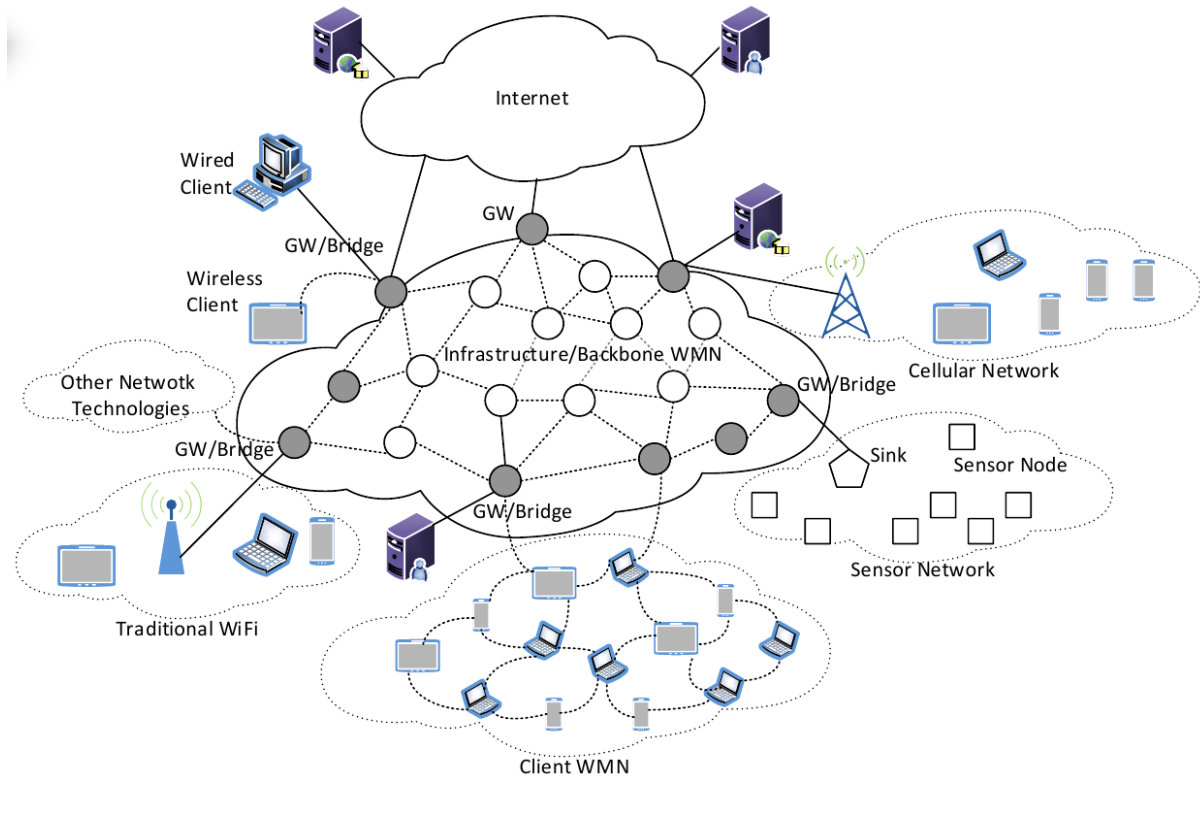 Internet
Wired
Client
GW
GW/Bridge
Wireless
Client
Infrastructure/Backbone WMN
Cellular Network
Other Netwotk
Technologies
GW/Bridge
GW/Bridge
Sink
Sensor Node
GW/Bridge
Sensor Network
Traditional WiFi
Client WMN